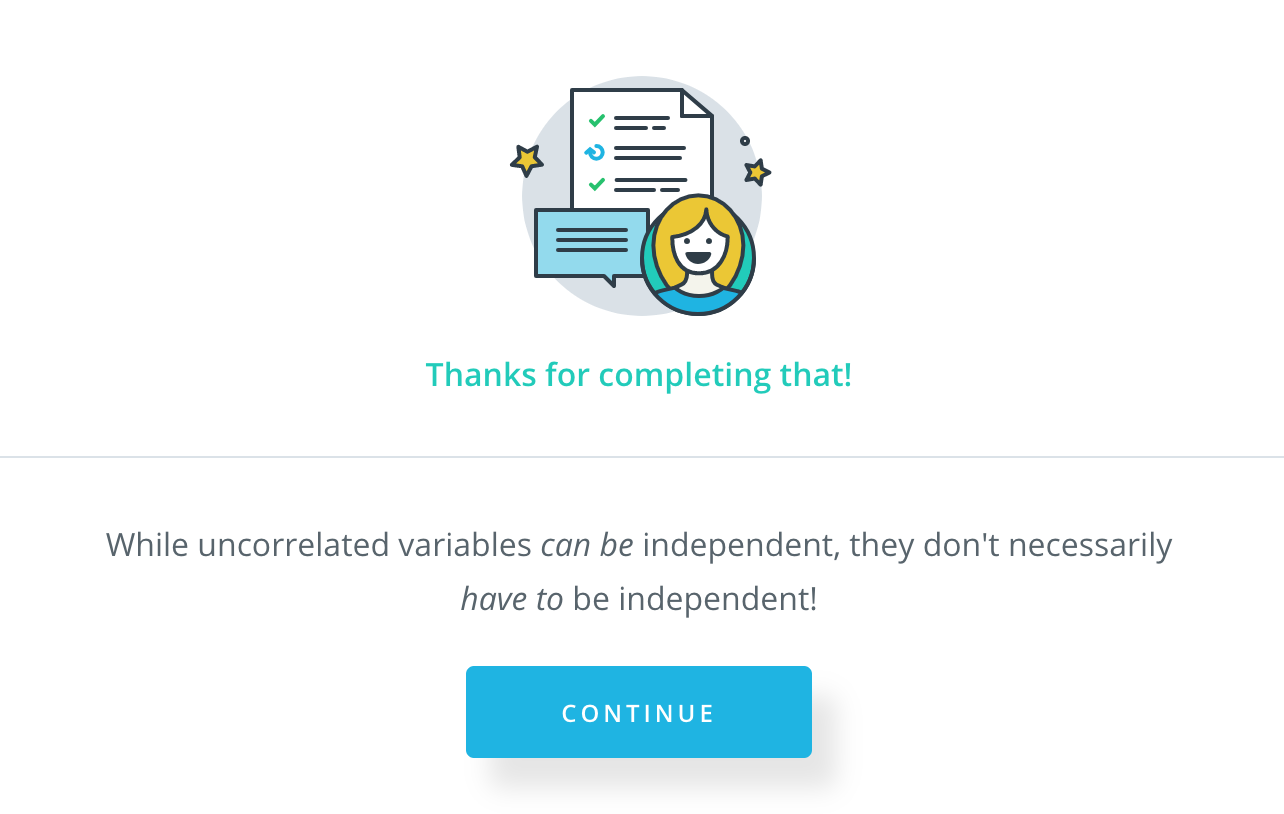 Thanks for completing that!
While uncorrelated variables can be independent, they don't necessarily
have to be independent!
CONTINUE